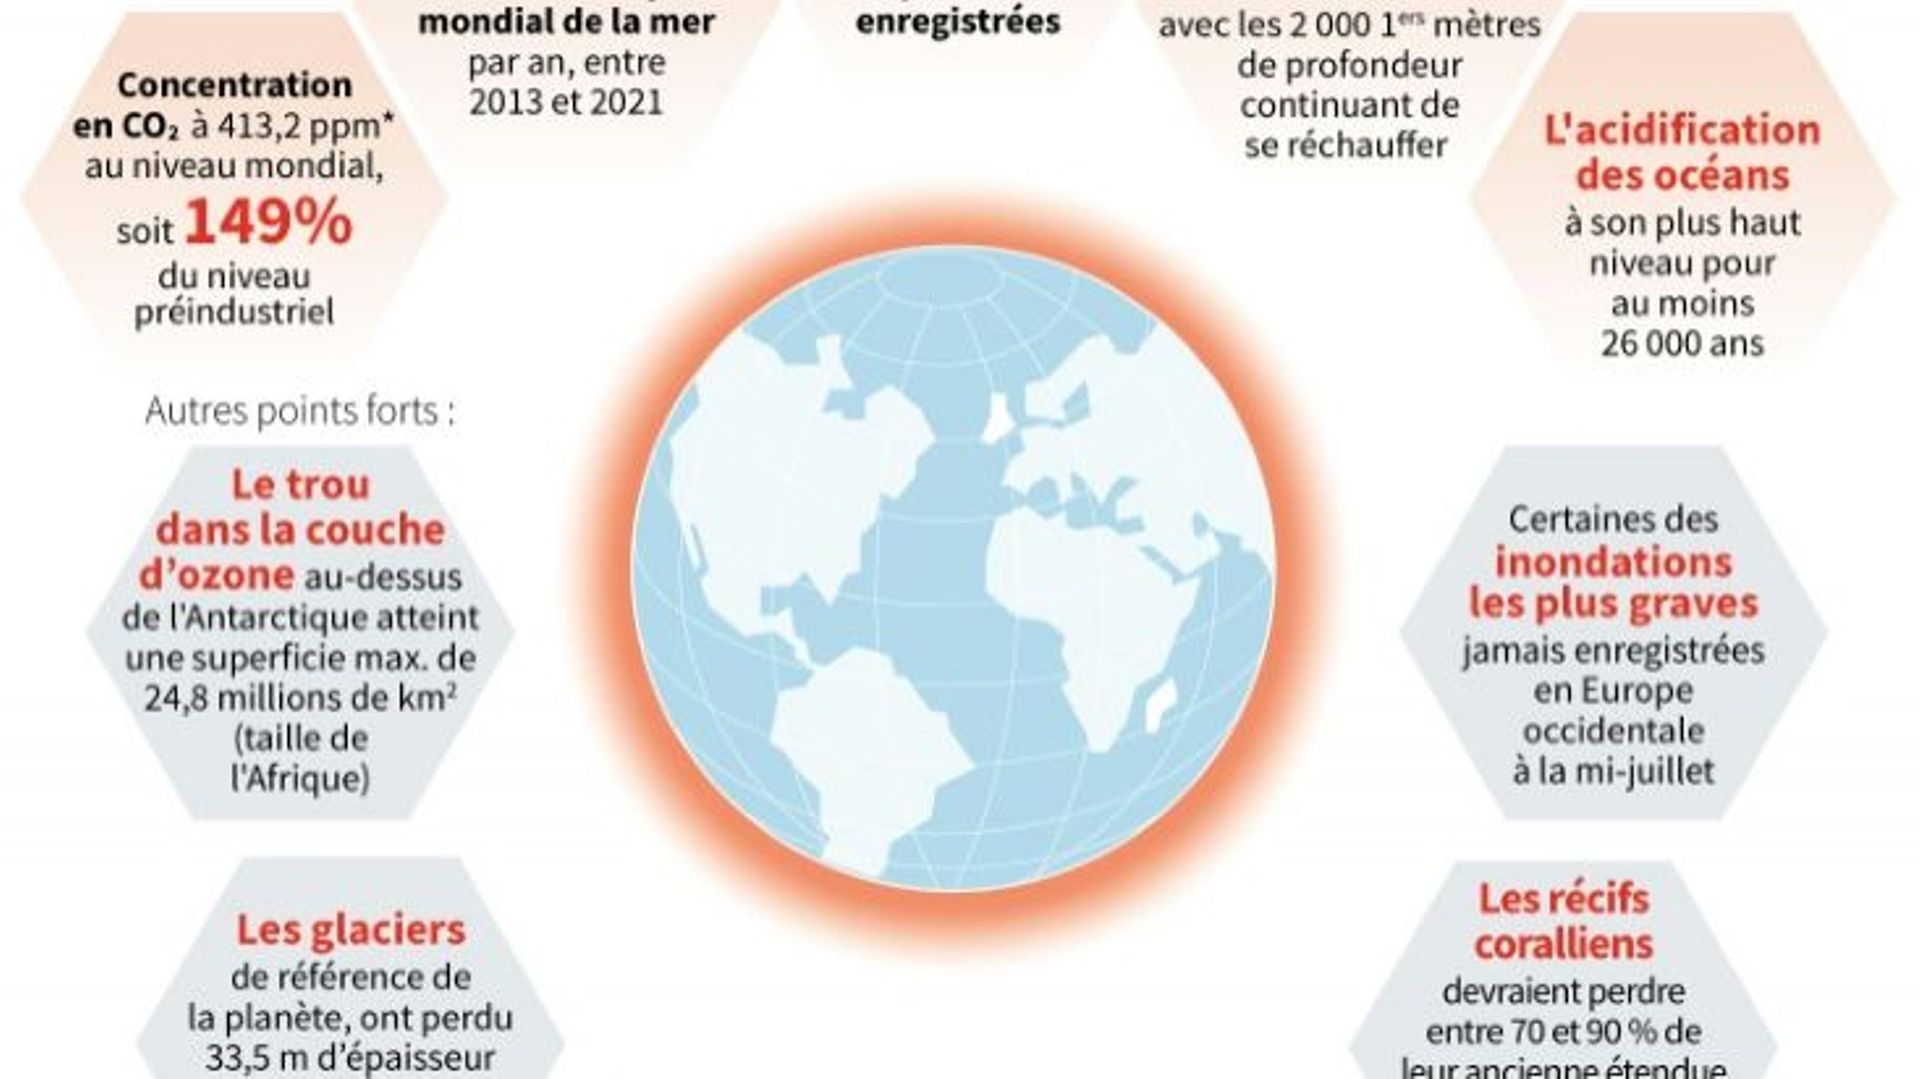 mondial de la mer
par an, entre
2013 et 2021
enregistrées
avec les 2 000 1ers mètres
de profondeur
continuant de
se réchauffer
Concentration
en CO₂ à 413,2 ppm*
au niveau mondial,
soit 149%
du niveau
préindustriel
L'acidification
des océans
à son plus haut
niveau pour
au moins
26 000 ans
Autres points forts :
Le trou
dans la couche
d’ozone au-dessus
de l'Antarctique atteint
une superficie max. de
24,8 millions de km²
(taille de
l'Afrique)
Certaines des
inondations
les plus graves
jamais enregistrées
en Europe
occidentale
à la mi-juillet
Les glaciers
de référence de
la planète, ont perdu
33,5 m d’épaisseur
Les récifs
coralliens
devraient perdre
entre 70 et 90 % de
leur ancienne étendue